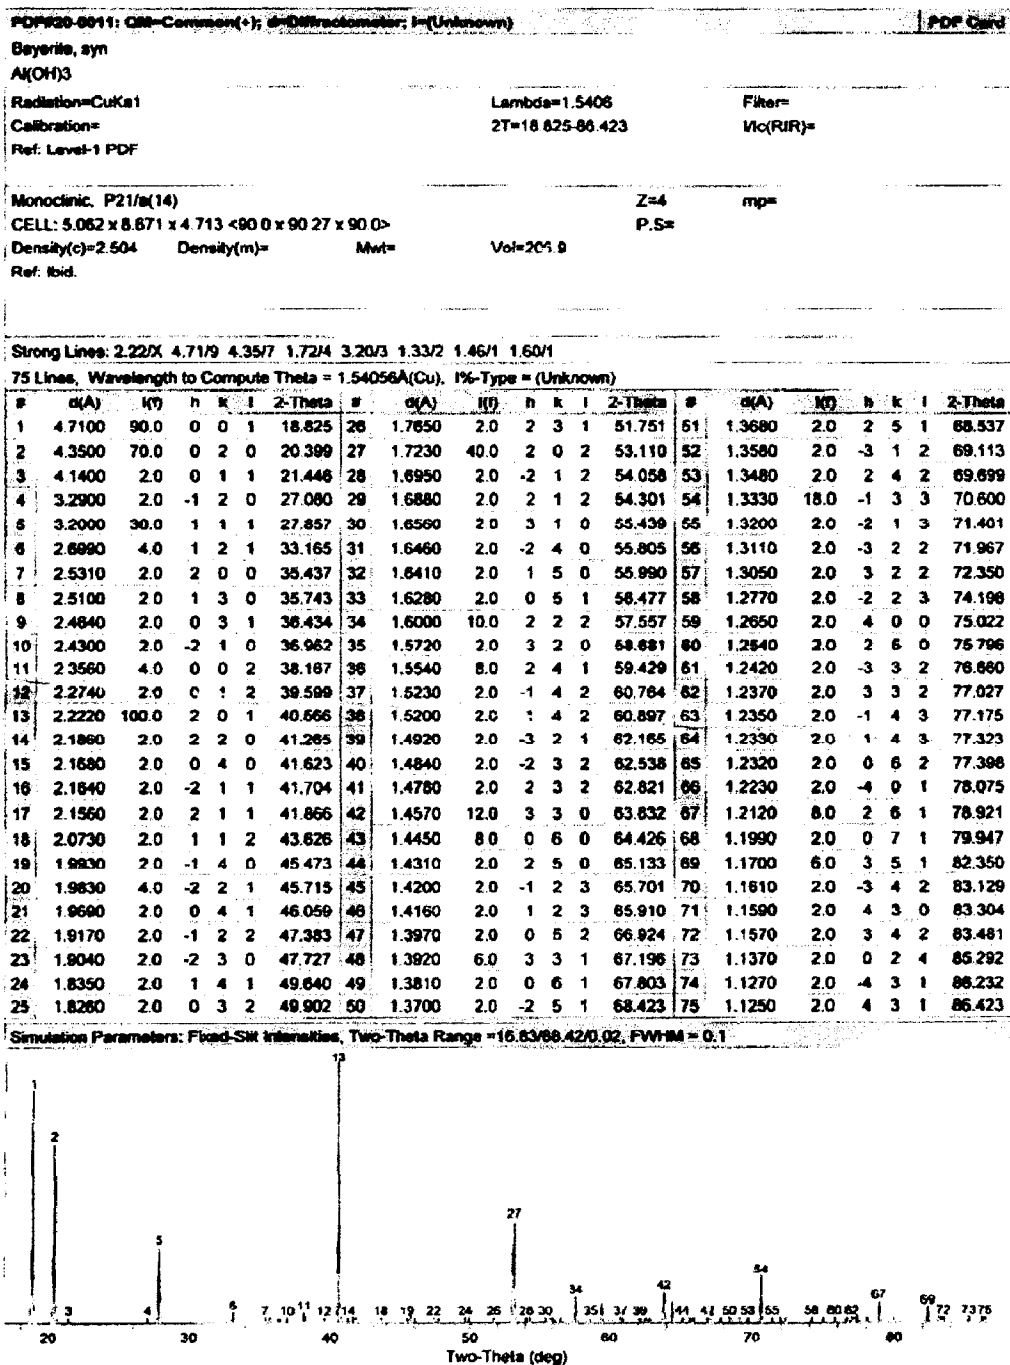 PDF#20-0011: QM=Common(+); d=Diffractometer; I=(Unknown) PDF Card
Bayerite, syn
Al(OH)3
Radiation=CuKa1 Lambda=1.5406 Filter=
Calibration= 2T=18.825-86.423 I/Ic(RIR)=
Ref: Level-1 PDF
Monoclinic, P21/a(14) Z=4 mp=
CELL: 5.062 x 8.671 x 4.713 <90.0 x 90.27 x 90.0> P.S=
Density(c)=2.504 Density(m)= Mwt= Vol=206.9
Ref: Ibid.
Strong Lines: 2.22/X 4.71/9 4.35/7 1.72/4 3.20/3 1.33/2 1.46/1 1.60/1
75 Lines, Wavelength to Compute Theta = 1.54056Å(Cu), I%-Type = (Unknown)
# d(A) I(f) h k l 2-Theta # d(A) I(f) h k l 2-Theta # d(A) I(f) h k l 2-Theta
1 4.7100 90.0 0 0 1 18.825 26 1.7650 2.0 2 3 1 51.751 51 1.3680 2.0 2 5 1 68.537
2 4.3500 70.0 0 2 0 20.399 27 1.7230 40.0 2 0 2 53.110 52 1.3580 2.0 -3 1 2 69.113
3 4.1400 2.0 0 1 1 21.446 28 1.6950 2.0 -2 1 2 54.058 53 1.3480 2.0 2 4 2 69.699
4 3.2900 2.0 -1 2 0 27.080 29 1.6880 2.0 2 1 2 54.301 54 1.3330 18.0 -1 3 3 70.600
5 3.2000 30.0 1 1 1 27.857 30 1.6560 2.0 3 1 0 55.439 55 1.3200 2.0 -2 1 3 71.401
6 2.6990 4.0 1 2 1 33.165 31 1.6460 2.0 -2 4 0 55.805 56 1.3110 2.0 -3 2 2 71.967
7 2.5310 2.0 2 0 0 35.437 32 1.6410 2.0 1 5 0 55.990 57 1.3050 2.0 3 2 2 72.350
8 2.5100 2.0 1 3 0 35.743 33 1.6280 2.0 0 5 1 56.477 58 1.2770 2.0 -2 2 3 74.198
9 2.4640 2.0 0 3 1 36.434 34 1.6000 10.0 2 2 2 57.557 59 1.2650 2.0 4 0 0 75.022
10 2.4300 2.0 -2 1 0 36.962 35 1.5720 2.0 3 2 0 58.681 60 1.2540 2.0 2 6 0 75.796
11 2.3560 4.0 0 0 2 38.167 36 1.5540 8.0 2 4 1 59.429 61 1.2420 2.0 -3 3 2 76.660
12 2.2740 2.0 0 1 2 39.599 37 1.5230 2.0 -1 4 2 60.764 62 1.2370 2.0 3 3 2 77.027
13 2.2220 100.0 2 0 1 40.566 38 1.5200 2.0 1 4 2 60.897 63 1.2350 2.0 -1 4 3 77.175
14 2.1860 2.0 2 2 0 41.265 39 1.4920 2.0 -3 2 1 62.165 64 1.2330 2.0 1 4 3 77.323
15 2.1680 2.0 0 4 0 41.623 40 1.4840 2.0 -2 3 2 62.538 65 1.2320 2.0 0 6 2 77.398
16 2.1640 2.0 -2 1 1 41.704 41 1.4780 2.0 2 3 2 62.821 66 1.2230 2.0 -4 0 1 78.075
17 2.1560 2.0 2 1 1 41.866 42 1.4570 12.0 3 3 0 63.832 67 1.2120 8.0 2 6 1 78.921
18 2.0730 2.0 1 1 2 43.626 43 1.4450 8.0 0 6 0 64.426 68 1.1990 2.0 0 7 1 79.947
19 1.9930 2.0 -1 4 0 45.473 44 1.4310 2.0 2 5 0 65.133 69 1.1700 6.0 3 5 1 82.350
20 1.9830 4.0 -2 2 1 45.715 45 1.4200 2.0 -1 2 3 65.701 70 1.1610 2.0 -3 4 2 83.129
21 1.9690 2.0 0 4 1 46.059 46 1.4160 2.0 1 2 3 65.910 71 1.1590 2.0 4 3 0 83.304
22 1.9170 2.0 -1 2 2 47.383 47 1.3970 2.0 0 5 2 66.924 72 1.1570 2.0 3 4 2 83.481
23 1.9040 2.0 -2 3 0 47.727 48 1.3920 6.0 3 3 1 67.196 73 1.1370 2.0 0 2 4 85.292
24 1.8350 2.0 1 4 1 49.640 49 1.3810 2.0 0 6 1 67.803 74 1.1270 2.0 -4 3 1 86.232
25 1.8260 2.0 0 3 2 49.902 50 1.3700 2.0 -2 5 1 68.423 75 1.1250 2.0 4 3 1 86.423
Simulation Parameters: Fixed-Slit Intensities, Two-Theta Range =16.83/88.42/0.02, FWHM = 0.1
13
1
2
27
5
54
42
34 67 69
3 4 6 7 10 11 12 14 18 19 22 24 26 28 30 35 37 39 44 47 50 53 55 58 60 62 72 73 75
20 30 40 50 60 70 80
Two-Theta (deg)